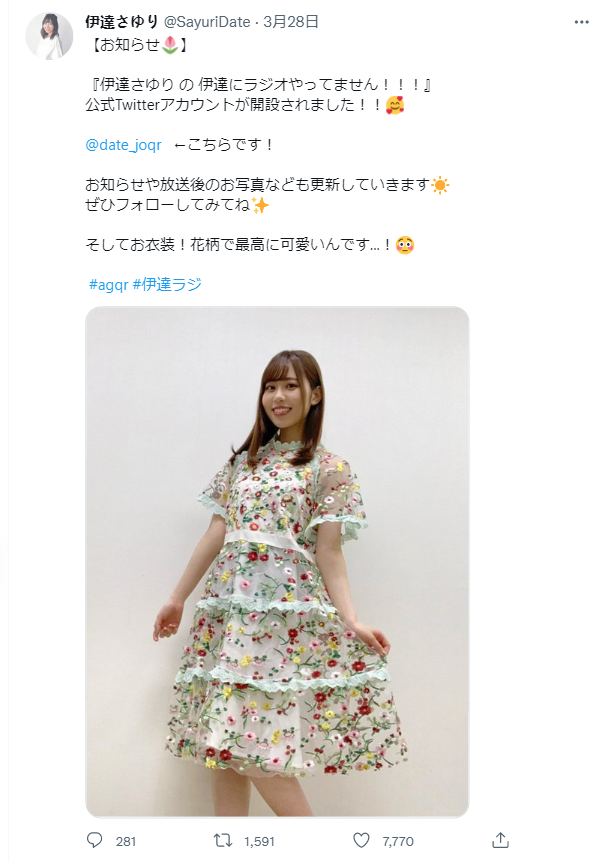 伊達さゆり @SayuriDate · 3月28日
【お知らせ🌷】
『伊達さゆり の 伊達にラジオやってません！！！』
公式Twitterアカウントが開設されました！！🥰
@date_joqr ←こちらです！
お知らせや放送後のお写真なども更新していきます☀️
ぜひフォローしてみてね✨
そしてお衣装！花柄で最高に可愛いんです...！😳
#agqr #伊達ラジ
281 1,591 7,770